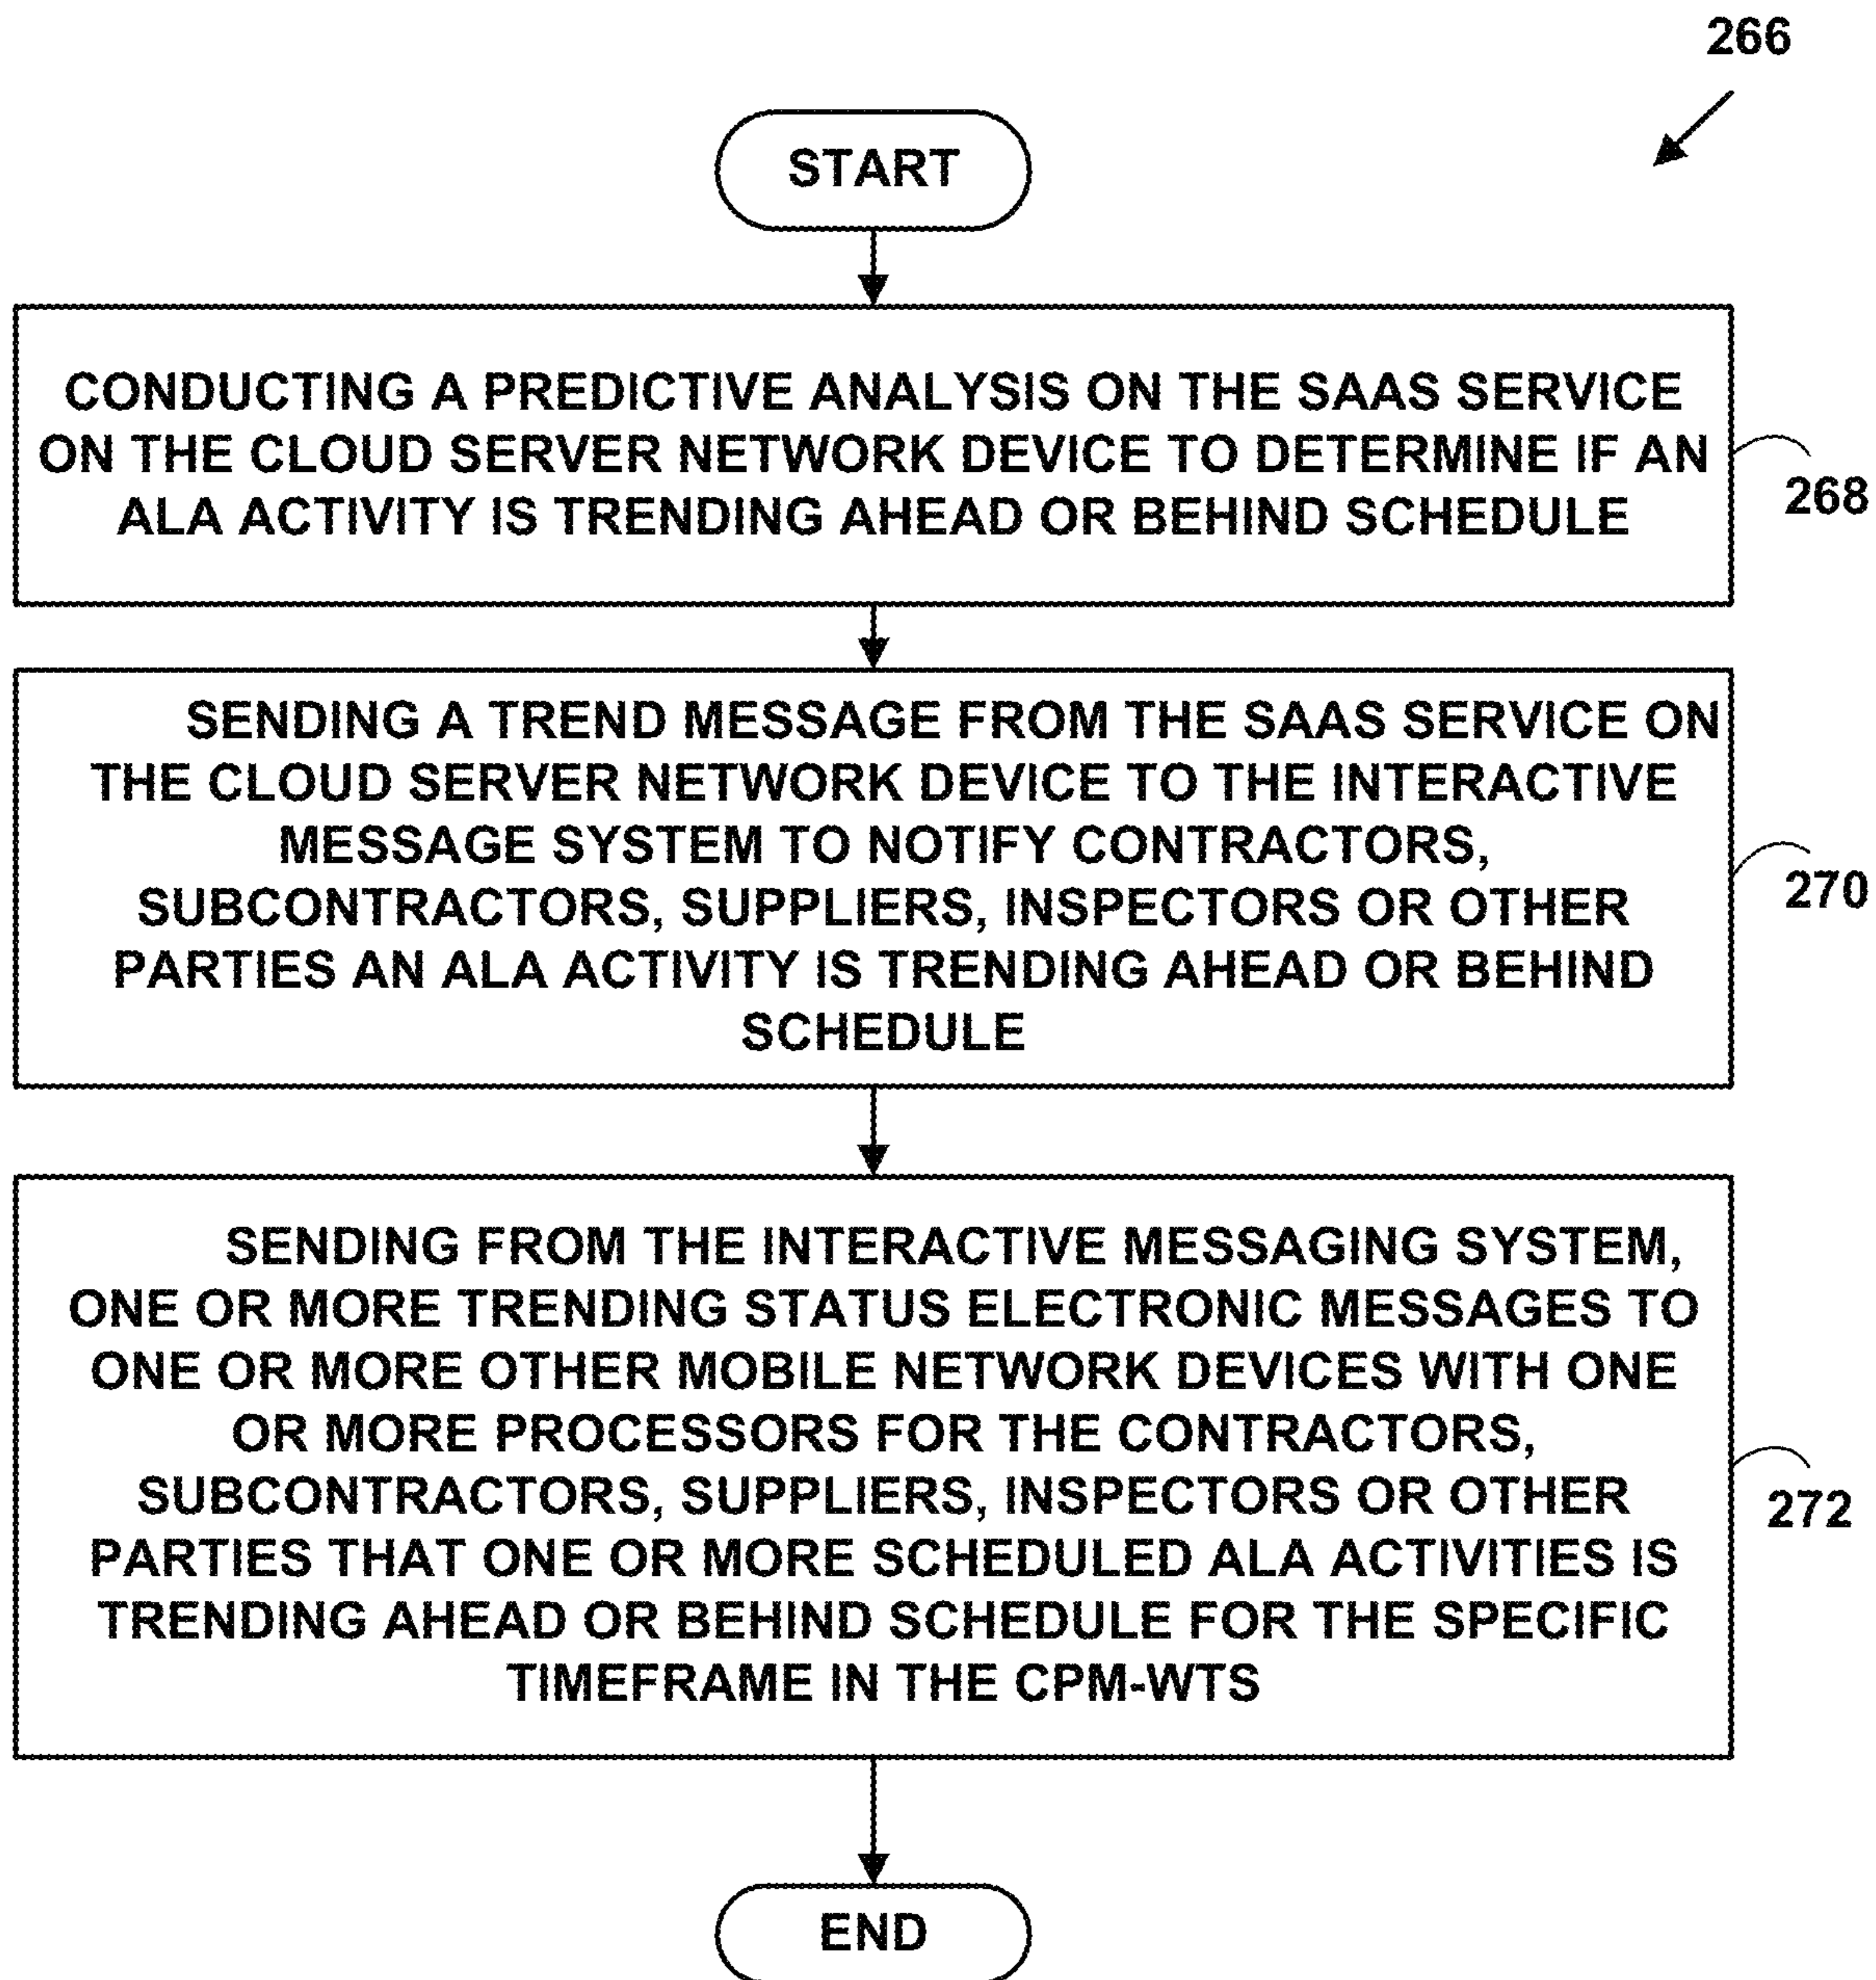 266
START
CONDUCTING A PREDICTIVE ANALYSIS ON THE SAAS SERVICE
ON THE CLOUD SERVER NETWORK DEVICE TO DETERMINE IF AN
ALA ACTIVITY IS TRENDING AHEAD OR BEHIND SCHEDULE
268
SENDING A TREND MESSAGE FROM THE SAAS SERVICE ON
THE CLOUD SERVER NETWORK DEVICE TO THE INTERACTIVE
MESSAGE SYSTEM TO NOTIFY CONTRACTORS,
SUBCONTRACTORS, SUPPLIERS, INSPECTORS OR OTHER
PARTIES AN ALA ACTIVITY IS TRENDING AHEAD OR BEHIND
SCHEDULE
270
SENDING FROM THE INTERACTIVE MESSAGING SYSTEM,
ONE OR MORE TRENDING STATUS ELECTRONIC MESSAGES TO
ONE OR MORE OTHER MOBILE NETWORK DEVICES WITH ONE
OR MORE PROCESSORS FOR THE CONTRACTORS,
SUBCONTRACTORS, SUPPLIERS, INSPECTORS OR OTHER
PARTIES THAT ONE OR MORE SCHEDULED ALA ACTIVITIES IS
TRENDING AHEAD OR BEHIND SCHEDULE FOR THE SPECIFIC
TIMEFRAME IN THE CPM-WTS
272
END